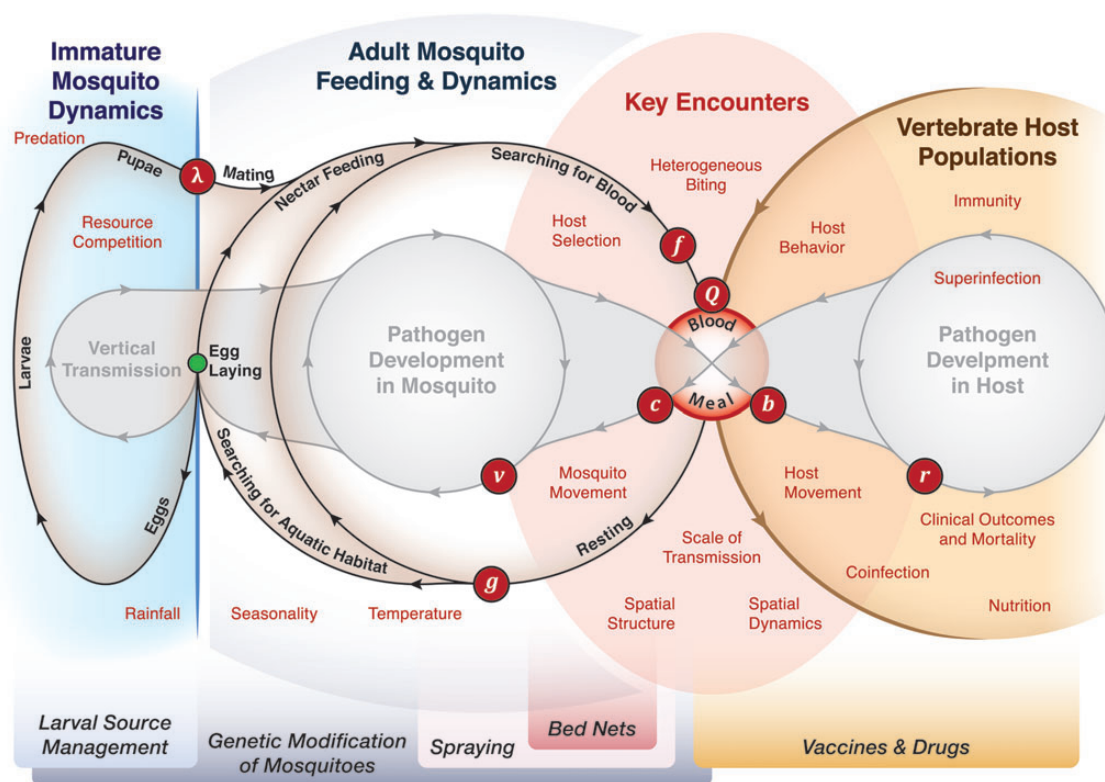 Immature
Mosquito
Dynamics
Adult Mosquito
Feeding & Dynamics
Key Encounters
Vertebrate Host
Populations
Predation
Pupae
λ
Mating
Nectar Feeding
Searching for Blood
Heterogeneous
Biting
Resource
Competition
Host
Selection
f
Host
Behavior
Immunity
Superinfection
Q
Blood
Meal
Larvae
Vertical
Transmission
Egg
Laying
Pathogen
Development
in Mosquito
Pathogen
Develpment
in Host
c
b
v
r
Searching for Aquatic Habitat
Mosquito
Movement
Host
Movement
Eggs
Resting
g
Scale of
Transmission
Clinical Outcomes
and Mortality
Coinfection
Rainfall
Seasonality
Temperature
Spatial
Structure
Spatial
Dynamics
Nutrition
Larval Source
Management
Genetic Modification
of Mosquitoes
Spraying
Bed Nets
Vaccines & Drugs